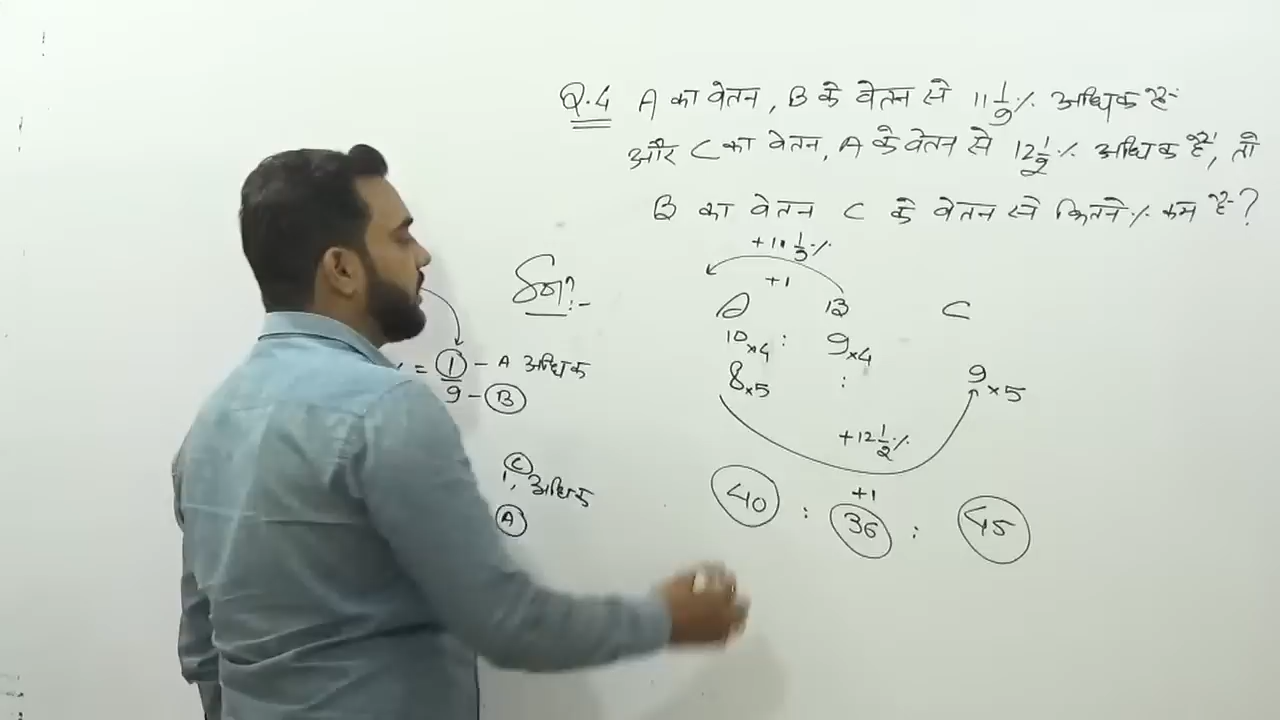 Q.4 A का वेतन, B के वेतन से 11 1/9 % अधिक है
और C का वेतन, A के वेतन से 12 1/2 % अधिक है, तो
B का वेतन C के वेतन से कितने % कम है?
हल:-
+11 1/9 %
+1
A B C
10×4 : 9×4
8×5 : 9×5
+12 1/2 %
+1
40 : 36 : 45
= 1/9 - A अधिक
- B
C
1, अधिक
A